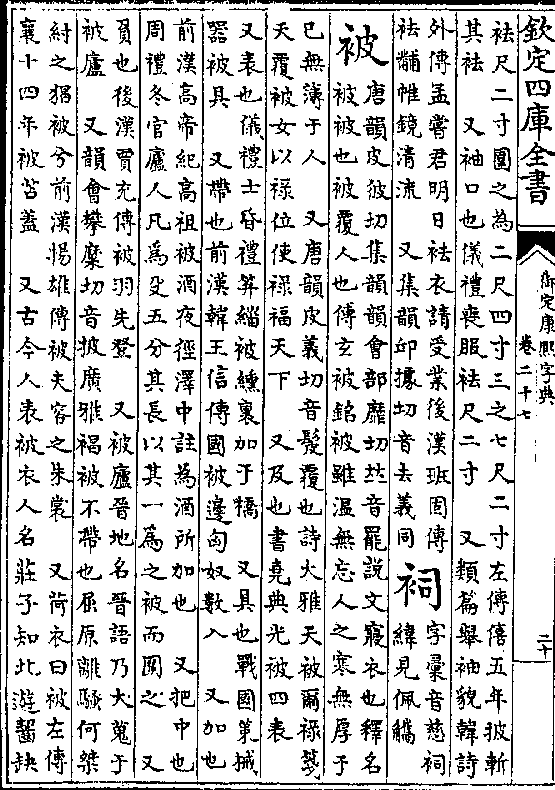 欽定四庫全書
御定康熙字典
卷二十七
二十
袪尺二寸圍之為二尺四寸三之七尺二寸左傳僖五年披斬
其袪　又袖口也儀禮喪服袪尺二寸　又類篇舉袖貌韓詩
外傳孟嘗君明日袪衣請受業後漢班固傳
袪黼帷鏡清流　又集韻邱據切音去義同
祠字彙音慈祠
緯見佩觿
被唐韻皮彼切集韻韻會部靡切𠀤音罷說文寢衣也釋名
被被也被覆人也傳玄被銘被雖温無忘人之寒無厚于
已無薄于人　又唐韻皮義切音髲覆也詩大雅天被爾祿箋
天覆被女以祿位使祿福天下　又及也書堯典光被四表
又表也儀禮士昏禮笲緇被纁裏加于橋　又具也戰國策械
器被具　又帶也前漢韓王信傳國被邊匈奴數入　又加也
前漢高帝紀高祖被酒夜徑澤中註為酒所加也　又把中也
周禮冬官廬人凡為殳五分其長以其一為之被而圍之　又
負也後漢賈充傳被羽先登　又被廬晉地名晉語乃大蒐于
被廬　又韻會攀糜切音披廣雅褐被不帶也屈原離騷何桀
紂之猖被兮前漢揚雄傳被夫容之朱裳　又荷衣曰被左傳
襄十四年被苫蓋　又古今人表被衣人名莊子知北遊齧缺